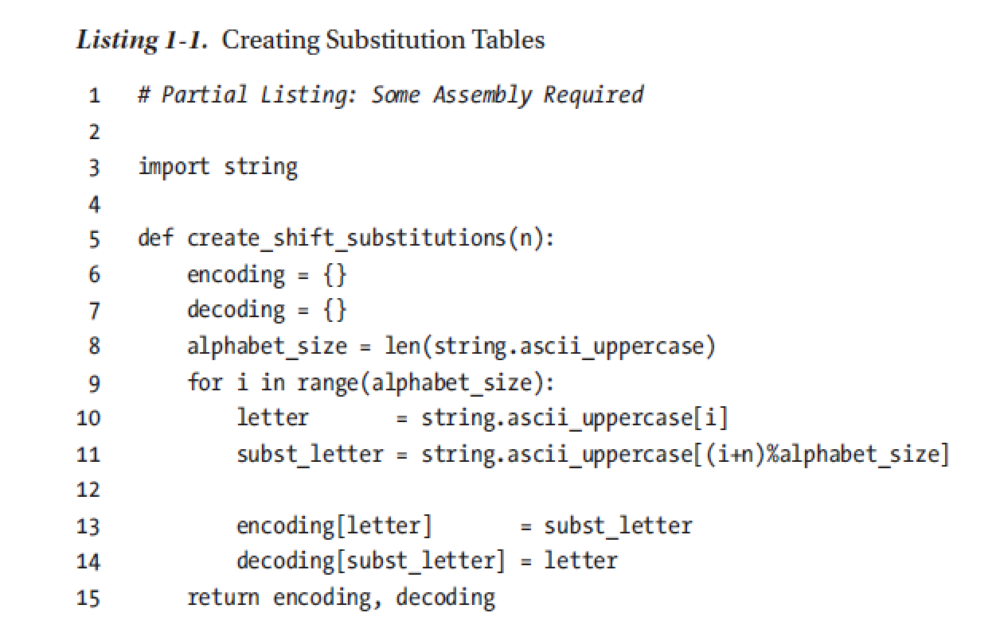 Listing 1-1. Creating Substitution Tables
1 # Partial Listing: Some Assembly Required
2
3 import string
4
5 def create_shift_substitutions(n):
6     encoding = {}
7     decoding = {}
8     alphabet_size = len(string.ascii_uppercase)
9     for i in range(alphabet_size):
10         letter       = string.ascii_uppercase[i]
11         subst_letter = string.ascii_uppercase[(i+n)%alphabet_size]
12
13         encoding[letter]       = subst_letter
14         decoding[subst_letter] = letter
15     return encoding, decoding